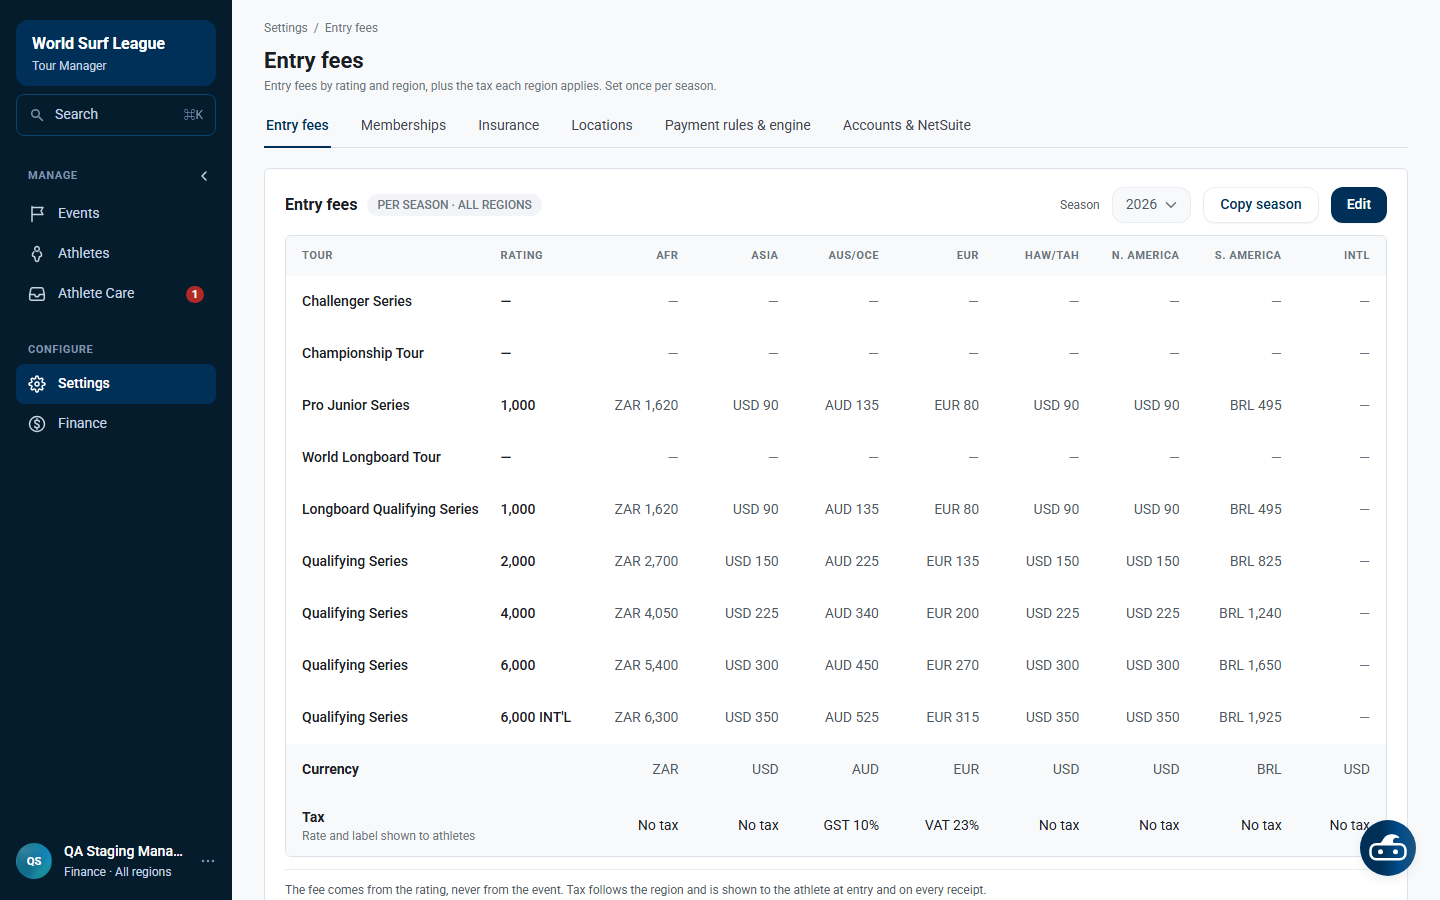 World Surf League
Tour Manager
Search ⌘K
MANAGE
Events
Athletes
Athlete Care 1
CONFIGURE
Settings
Finance
QS QA Staging Mana... ...
Finance · All regions
Settings / Entry fees
Entry fees
Entry fees by rating and region, plus the tax each region applies. Set once per season.
Entry fees Memberships Insurance Locations Payment rules & engine Accounts & NetSuite
Entry fees PER SEASON · ALL REGIONS Season 2026 Copy season Edit
TOUR RATING AFR ASIA AUS/OCE EUR HAW/TAH N. AMERICA S. AMERICA INTL
Challenger Series — — — — — — — — —
Championship Tour — — — — — — — — —
Pro Junior Series 1,000 ZAR 1,620 USD 90 AUD 135 EUR 80 USD 90 USD 90 BRL 495 —
World Longboard Tour — — — — — — — — —
Longboard Qualifying Series 1,000 ZAR 1,620 USD 90 AUD 135 EUR 80 USD 90 USD 90 BRL 495 —
Qualifying Series 2,000 ZAR 2,700 USD 150 AUD 225 EUR 135 USD 150 USD 150 BRL 825 —
Qualifying Series 4,000 ZAR 4,050 USD 225 AUD 340 EUR 200 USD 225 USD 225 BRL 1,240 —
Qualifying Series 6,000 ZAR 5,400 USD 300 AUD 450 EUR 270 USD 300 USD 300 BRL 1,650 —
Qualifying Series 6,000 INT'L ZAR 6,300 USD 350 AUD 525 EUR 315 USD 350 USD 350 BRL 1,925 —
Currency ZAR USD AUD EUR USD USD BRL USD
Tax No tax No tax GST 10% VAT 23% No tax No tax No tax No tax
Rate and label shown to athletes
The fee comes from the rating, never from the event. Tax follows the region and is shown to the athlete at entry and on every receipt.